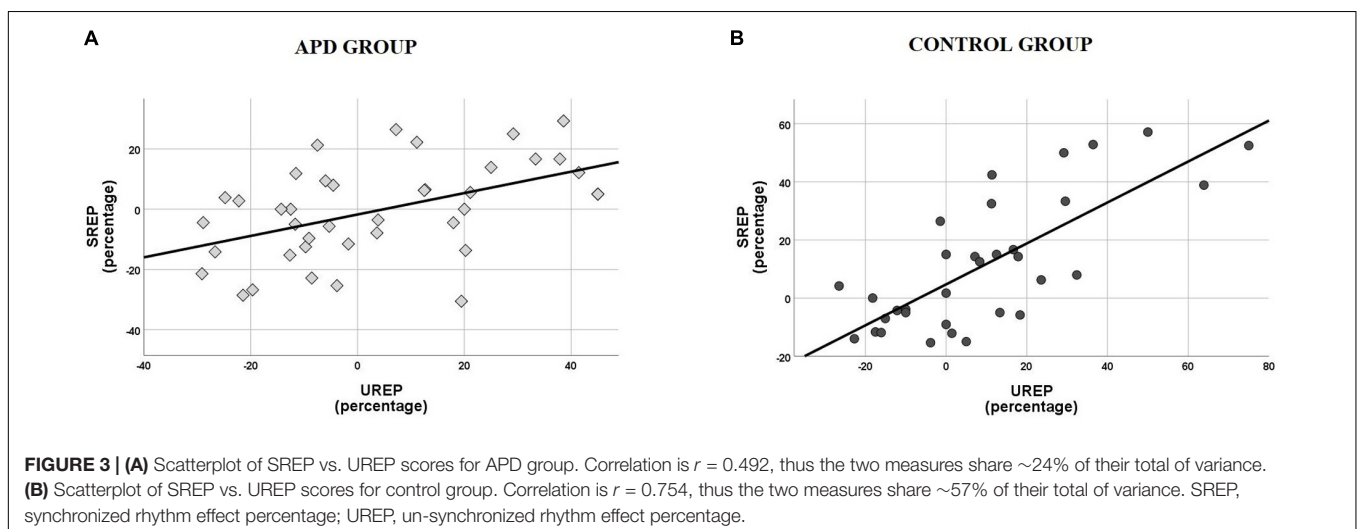 A
APD GROUP
SREP
(percentage)
20
0
-20
-40
-40
-20
0
20
40
UREP
(percentage)
B
CONTROL GROUP
SREP
(percentage)
60
40
20
0
-20
-20
0
20
40
60
80
UREP
(percentage)
FIGURE 3 | (A) Scatterplot of SREP vs. UREP scores for APD group. Correlation is r = 0.492, thus the two measures share ∼24% of their total of variance.
(B) Scatterplot of SREP vs. UREP scores for control group. Correlation is r = 0.754, thus the two measures share ∼57% of their total of variance. SREP,
synchronized rhythm effect percentage; UREP, un-synchronized rhythm effect percentage.